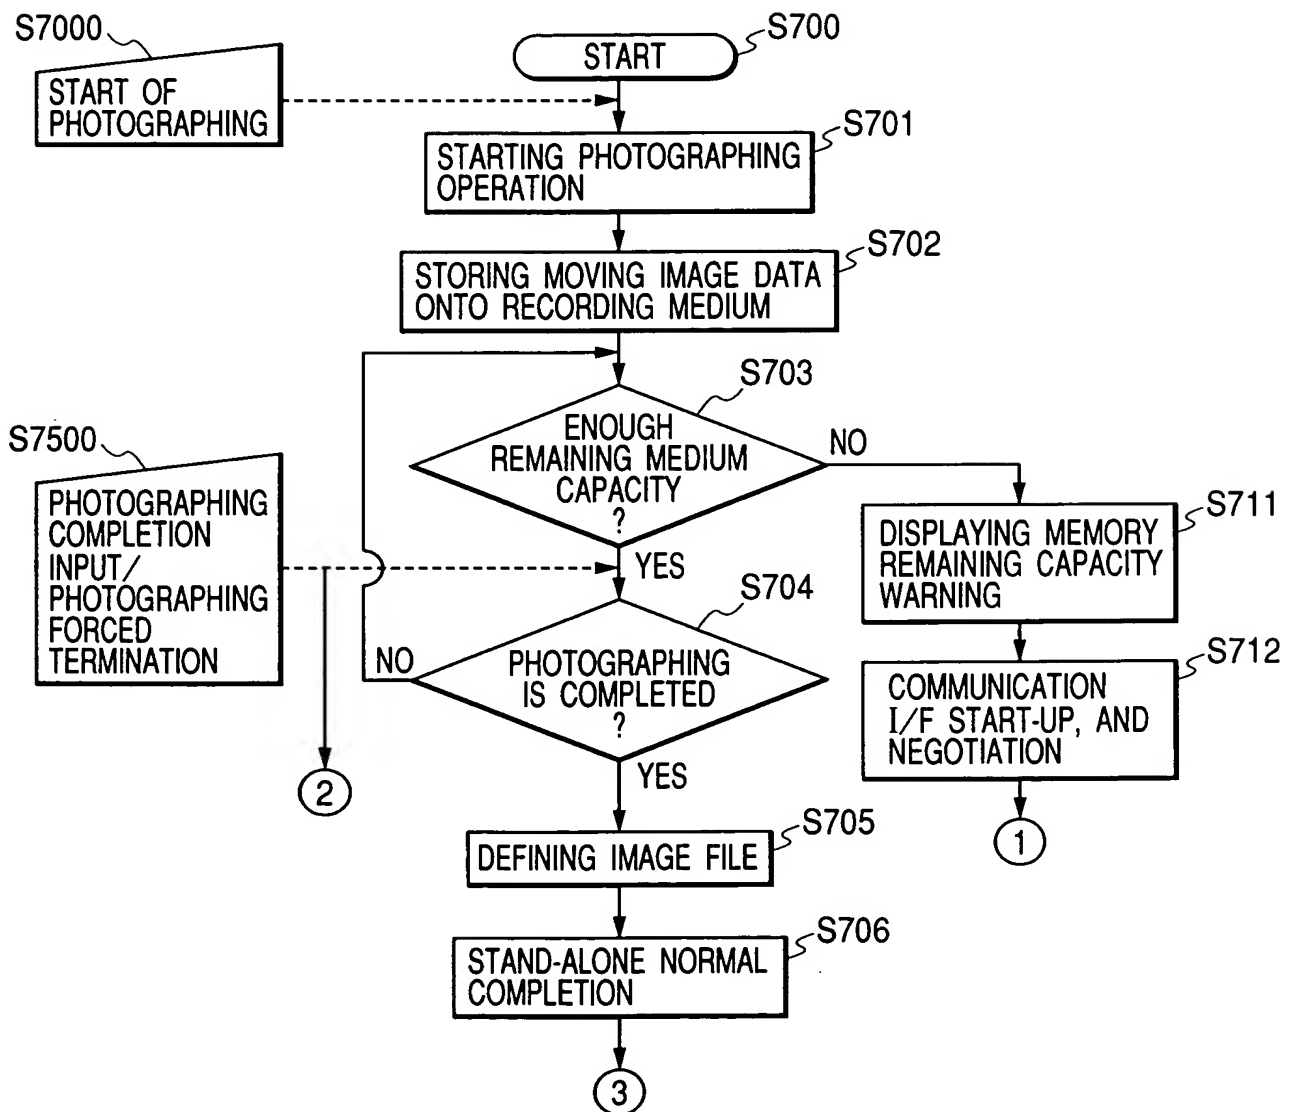 S7000
START OF
PHOTOGRAPHING
START
S700
STARTING PHOTOGRAPHING
OPERATION
S701
STORING MOVING IMAGE DATA
ONTO RECORDING MEDIUM
S702
ENOUGH
REMAINING MEDIUM
CAPACITY
?
S703
NO
YES
S7500
PHOTOGRAPHING
COMPLETION
INPUT/
PHOTOGRAPHING
FORCED
TERMINATION
2
DISPLAYING MEMORY
REMAINING CAPACITY
WARNING
S711
COMMUNICATION
I/F START-UP, AND
NEGOTIATION
S712
1
PHOTOGRAPHING
IS COMPLETED
?
S704
NO
YES
DEFINING IMAGE FILE
S705
STAND-ALONE NORMAL
COMPLETION
S706
3